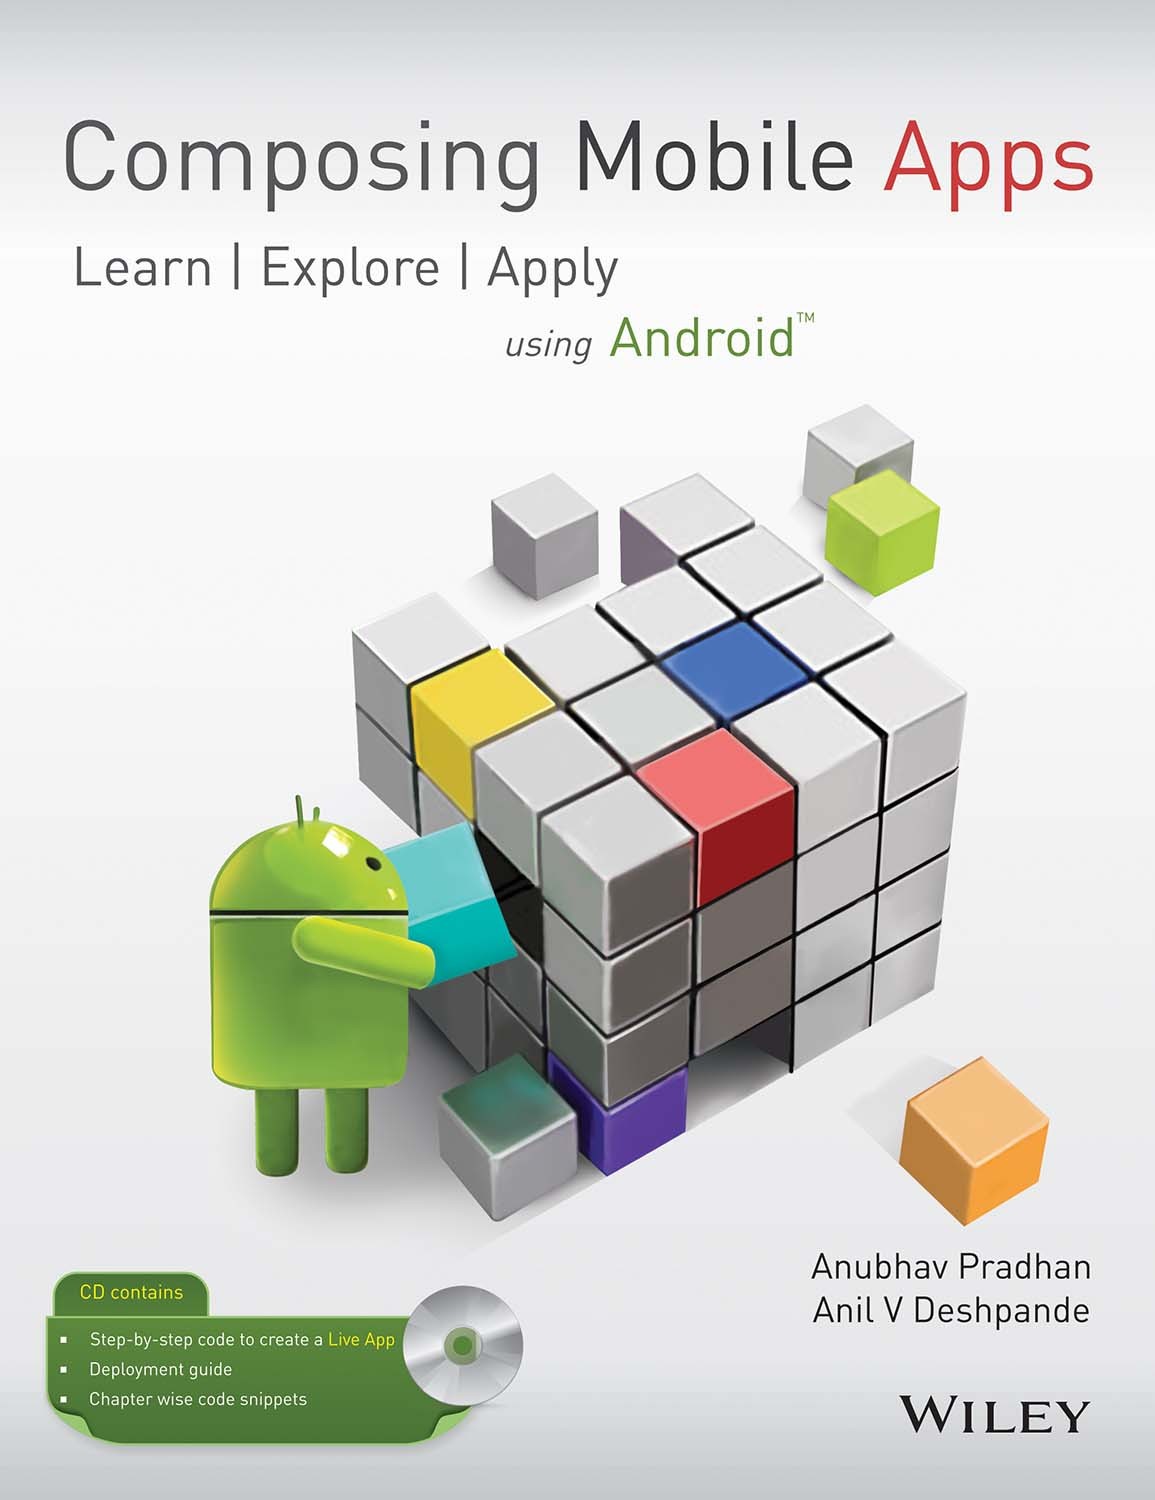 Composing Mobile Apps
Learn | Explore | Apply
using Android™
Anubhav Pradhan
Anil V Deshpande
CD contains
▪ Step-by-step code to create a Live App
▪ Deployment guide
▪ Chapter wise code snippets
WILEY